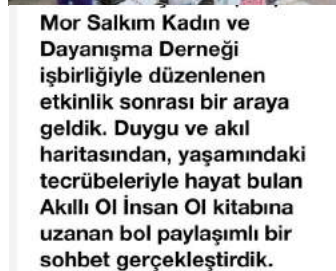 Mor Salkım Kadın ve
Dayanışma Derneği
işbirliğiyle düzenlenen
etkinlik sonrası bir araya
geldik. Duygu ve akıl
haritasından, yaşamındaki
tecrübeleriyle hayat bulan
Akıllı Ol İnsan Ol kitabına
uzanan bol paylaşımlı bir
sohbet gerçekleştirdik.